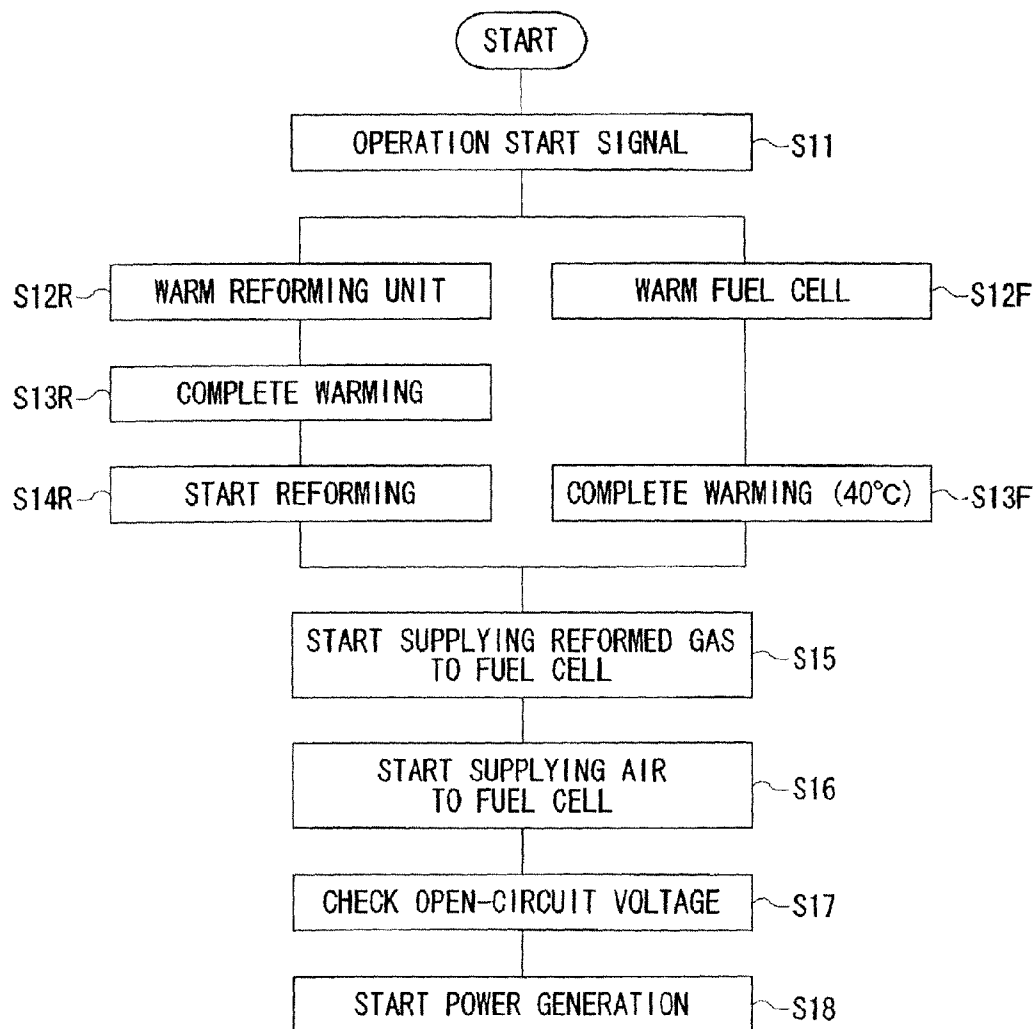 START
OPERATION START SIGNAL
S11
S12R
WARM REFORMING UNIT
WARM FUEL CELL
S12F
S13R
COMPLETE WARMING
S14R
START REFORMING
COMPLETE WARMING (40℃)
S13F
START SUPPLYING REFORMED GAS
TO FUEL CELL
S15
START SUPPLYING AIR
TO FUEL CELL
S16
CHECK OPEN-CIRCUIT VOLTAGE
S17
START POWER GENERATION
S18